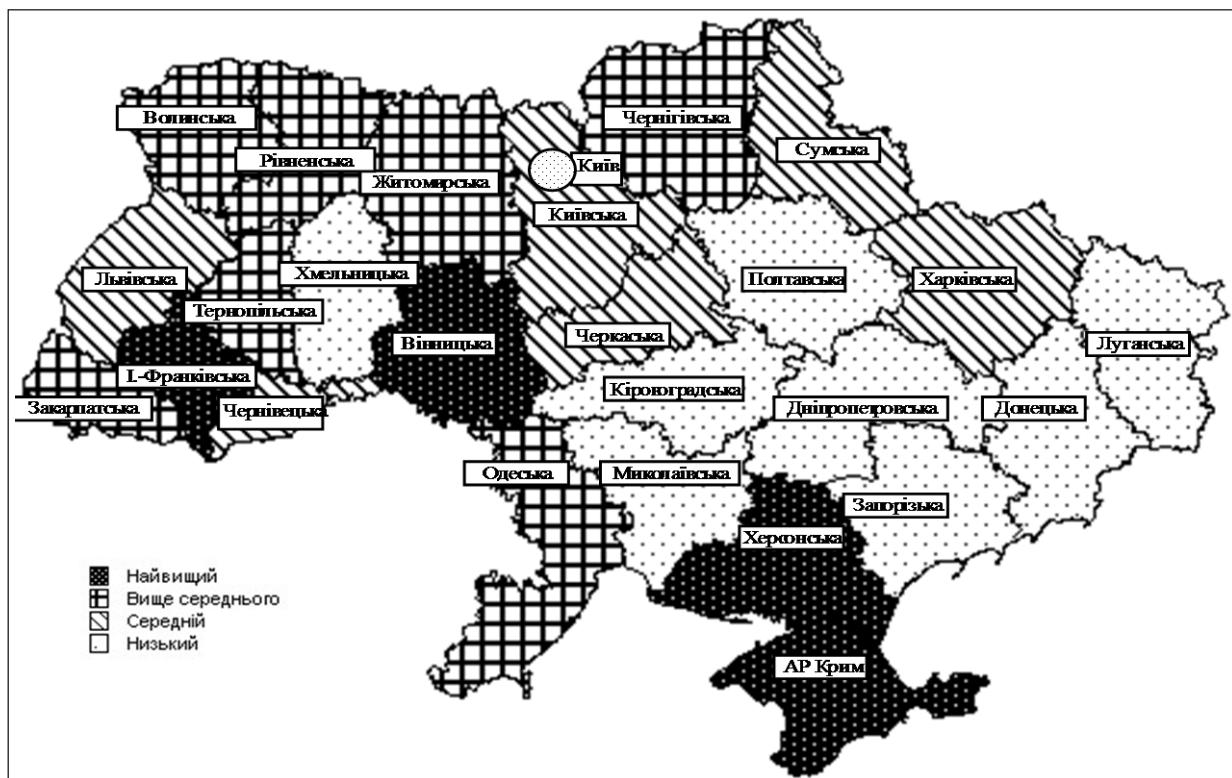 Волинська
Рівненська
Житомирська
Чернігівська
Сумська
Київ
Київська
Львівська
Хмельницька
Тернопільська
Полтавська
Харківська
Вінницька
Черкаська
Луганська
І.-Франківська
Закарпатська
Чернівецька
Кіровоградська
Дніпропетровська
Донецька
Одеська
Миколаївська
Запорізька
Херсонська
АР Крим
Найвищий
Вище середнього
Середній
Низький